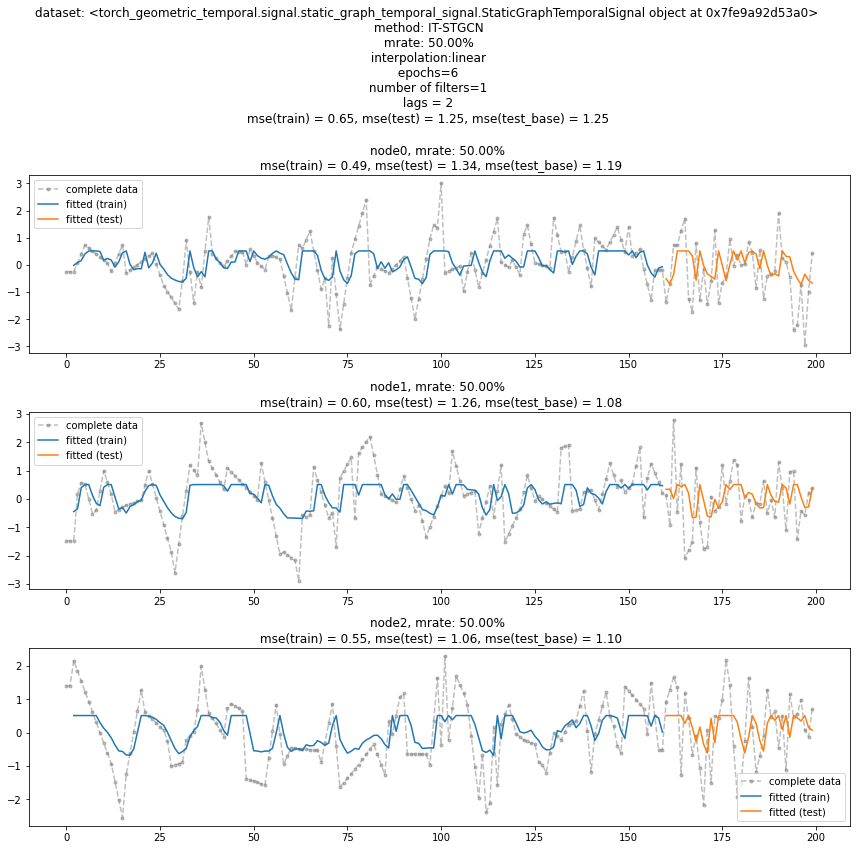 dataset: <torch_geometric_temporal.signal.static_graph_temporal_signal.StaticGraphTemporalSignal object at 0x7fe9a92d53a0>
method: IT-STGCN
mrate: 50.00%
interpolation:linear
epochs=6
number of filters=1
lags = 2
mse(train) = 0.65, mse(test) = 1.25, mse(test_base) = 1.25
node0, mrate: 50.00%
mse(train) = 0.49, mse(test) = 1.34, mse(test_base) = 1.19
complete data
fitted (train)
fitted (test)
3
2
1
0
−1
−2
−3
0 25 50 75 100 125 150 175 200
node1, mrate: 50.00%
mse(train) = 0.60, mse(test) = 1.26, mse(test_base) = 1.08
complete data
fitted (train)
fitted (test)
3
2
1
0
−1
−2
−3
0 25 50 75 100 125 150 175 200
node2, mrate: 50.00%
mse(train) = 0.55, mse(test) = 1.06, mse(test_base) = 1.10
2
1
0
−1
−2
complete data
fitted (train)
fitted (test)
0 25 50 75 100 125 150 175 200